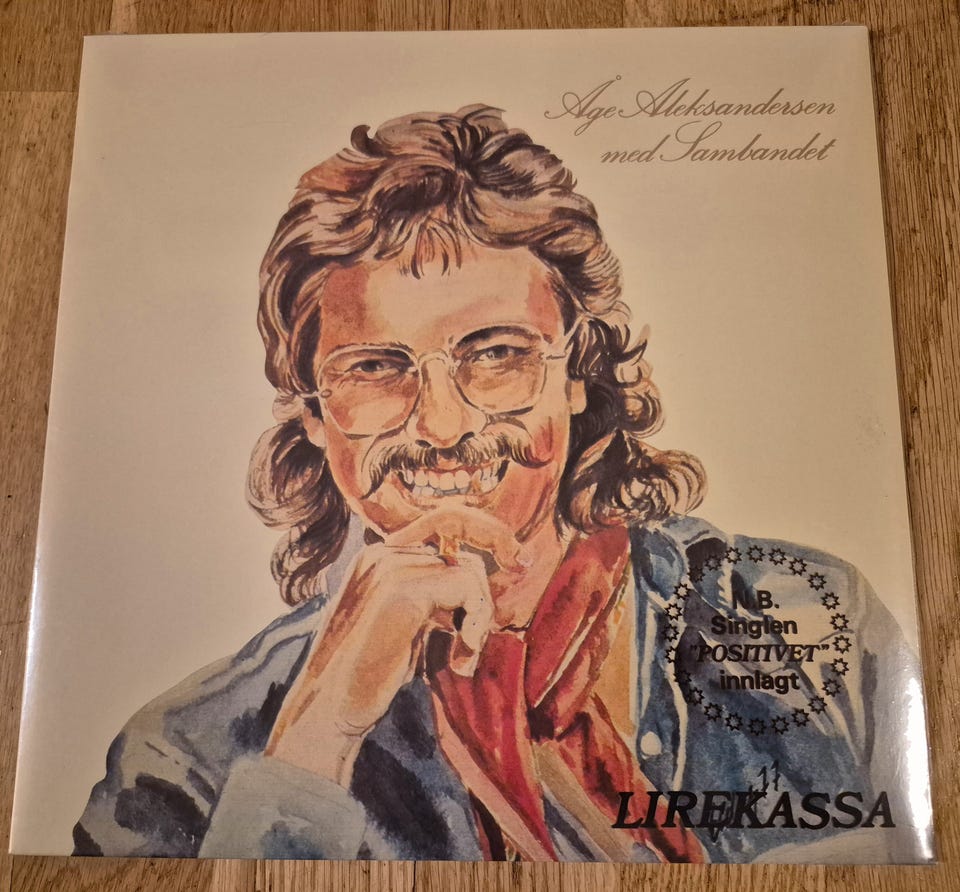 Åge Aleksandersen
med Sambandet
N.B.
Singlen
"POSITIVET"
innlagt
LIREKASSA